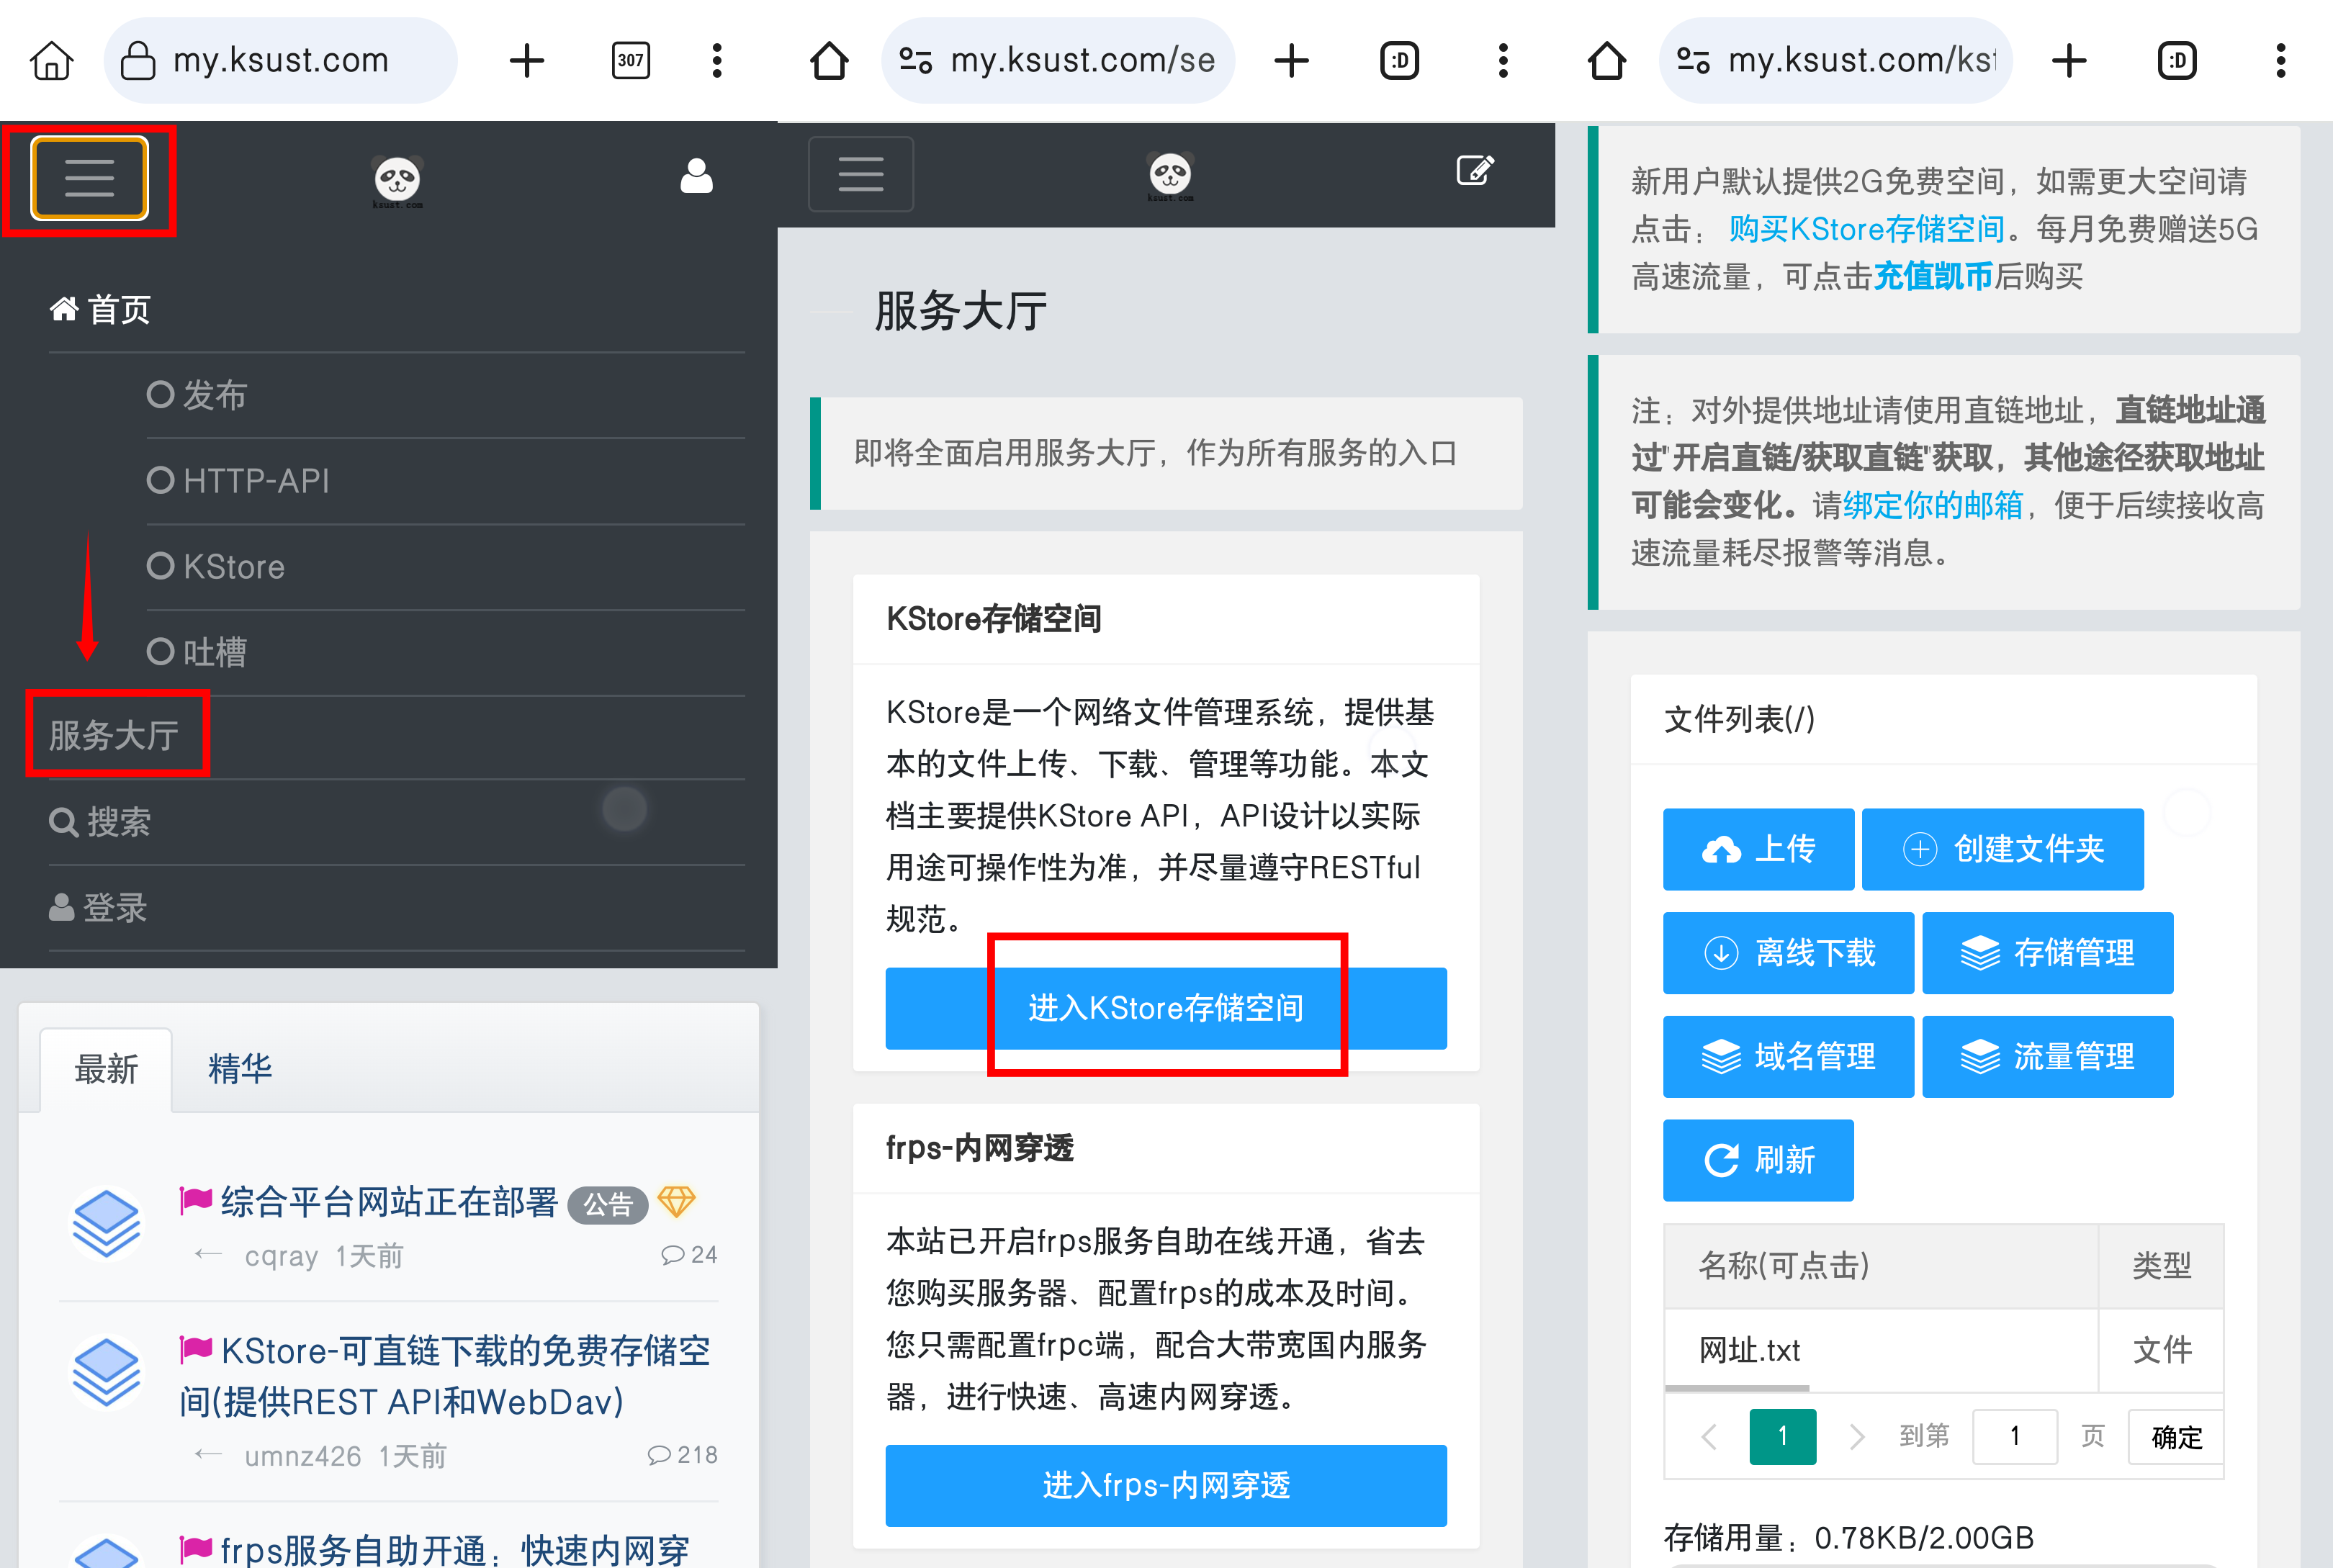 my.ksust.com
307
ksust.com
首页
发布
HTTP-API
KStore
吐槽
服务大厅
搜索
登录
最新
精华
综合平台网站正在部署 公告
← cqray 1天前
24
KStore-可直链下载的免费存储空
间(提供REST API和WebDav)
← umnz426 1天前
218
frps服务自助开通：快速内网穿
my.ksust.com/se
:D
ksust.com
服务大厅
即将全面启用服务大厅，作为所有服务的入口
KStore存储空间
KStore是一个网络文件管理系统，提供基
本的文件上传、下载、管理等功能。本文
档主要提供KStore API，API设计以实际
用途可操作性为准，并尽量遵守RESTful
规范。
进入KStore存储空间
frps-内网穿透
本站已开启frps服务自助在线开通，省去
您购买服务器、配置frps的成本及时间。
您只需配置frpc端，配合大带宽国内服务
器，进行快速、高速内网穿透。
进入frps-内网穿透
my.ksust.com/kst
:D
新用户默认提供2G免费空间，如需更大空间请
点击： 购买KStore存储空间。每月免费赠送5G
高速流量，可点击充值凯币后购买
注：对外提供地址请使用直链地址，直链地址通
过"开启直链/获取直链"获取，其他途径获取地址
可能会变化。请绑定你的邮箱，便于后续接收高
速流量耗尽报警等消息。
文件列表(/)
上传
创建文件夹
离线下载
存储管理
域名管理
流量管理
刷新
名称(可点击)
类型
网址.txt
文件
1
到第
1
页
确定
存储用量：0.78KB/2.00GB